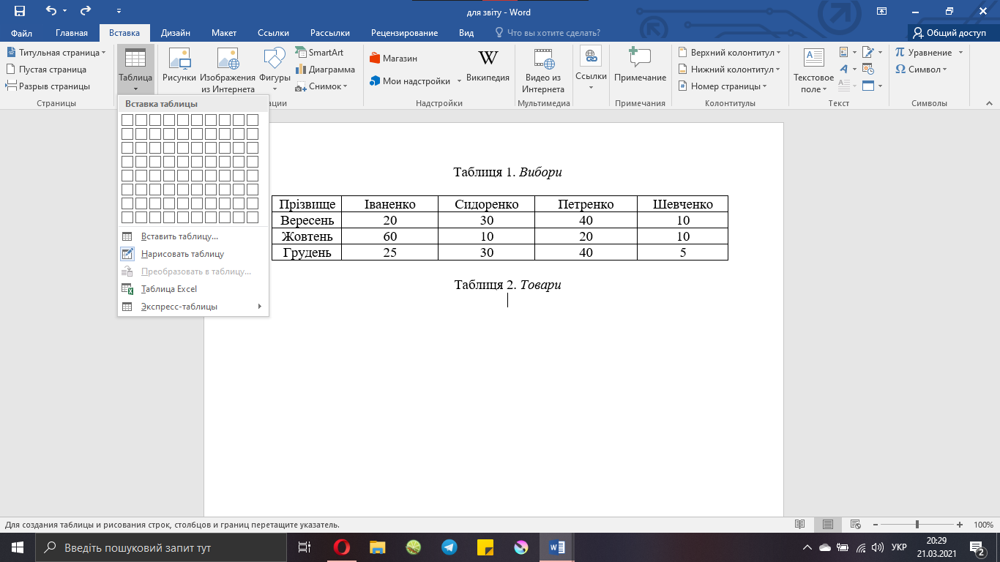 для звіту - Word
Файл Главная Вставка Дизайн Макет Ссылки Рассылки Рецензирование Вид Что вы хотите сделать? Общий доступ
Титульная страница
Пустая страница
Разрыв страницы
Страницы
Таблица
Рисунки
Изображения
из Интернета
Фигуры
SmartArt
Диаграмма
Снимок
ации
Магазин
Мои надстройки
Википедия
Надстройки
Видео из
Интернета
Мультимедиа
Ссылки
Примечание
Примечания
Верхний колонтитул
Нижний колонтитул
Номер страницы
Колонтитулы
Текстовое
поле
Текст
Уравнение
Символ
Символы
Вставка таблицы
Вставить таблицу...
Нарисовать таблицу
Преобразовать в таблицу...
Таблица Excel
Экспресс-таблицы
Таблиця 1. Вибори
Прізвище Іваненко Сидоренко Петренко Шевченко
Вересень 20 30 40 10
Жовтень 60 10 20 10
Грудень 25 30 40 5
Таблиця 2. Товари
Для создания таблицы и рисования строк, столбцов и границ перетащите указатель.
100%
Введіть пошуковий запит тут
УКР
20:29
21.03.2021
2